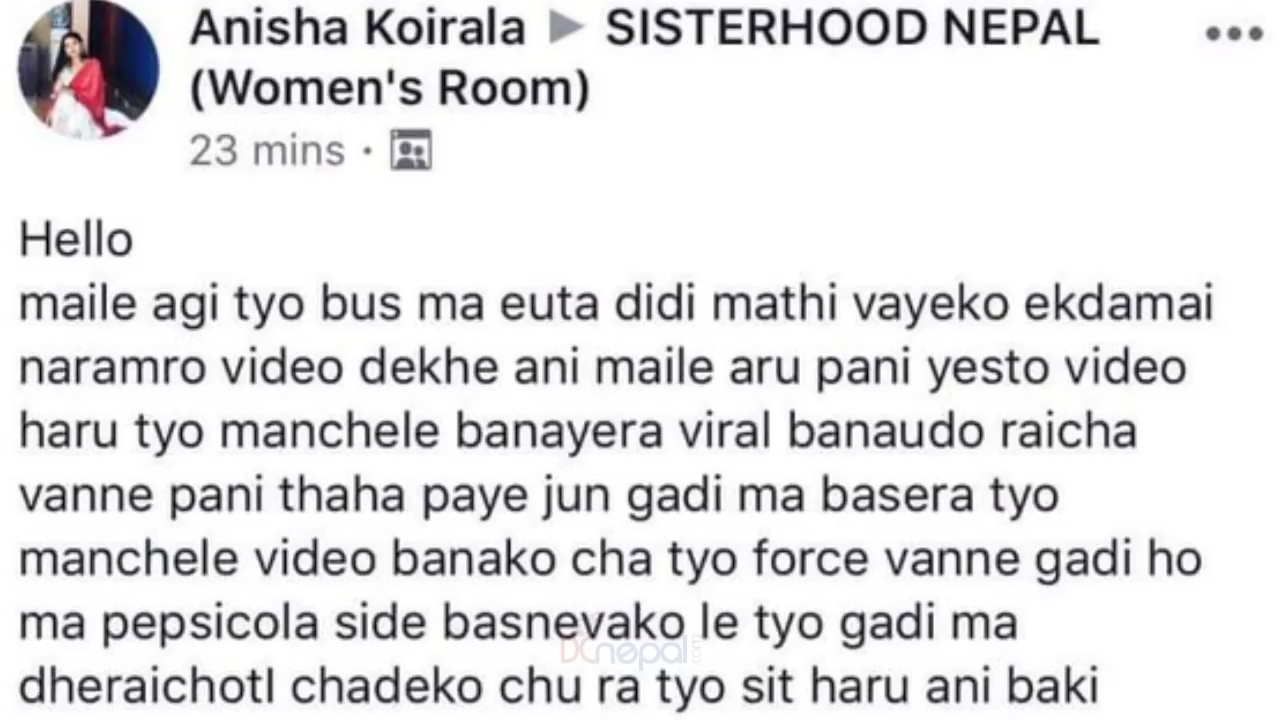 Anisha Koirala ▶ SISTERHOOD NEPAL
(Women's Room)
23 mins ·
Hello
maile agi tyo bus ma euta didi mathi vayeko ekdamai
naramro video dekhe ani maile aru pani yesto video
haru tyo manchele banayera viral banaudo raicha
vanne pani thaha paye jun gadi ma basera tyo
manchele video banako cha tyo force vanne gadi ho
ma pepsicola side basnevako le tyo gadi ma
DCnepal.com
dheraichotl chadeko chu ra tyo sit haru ani baki